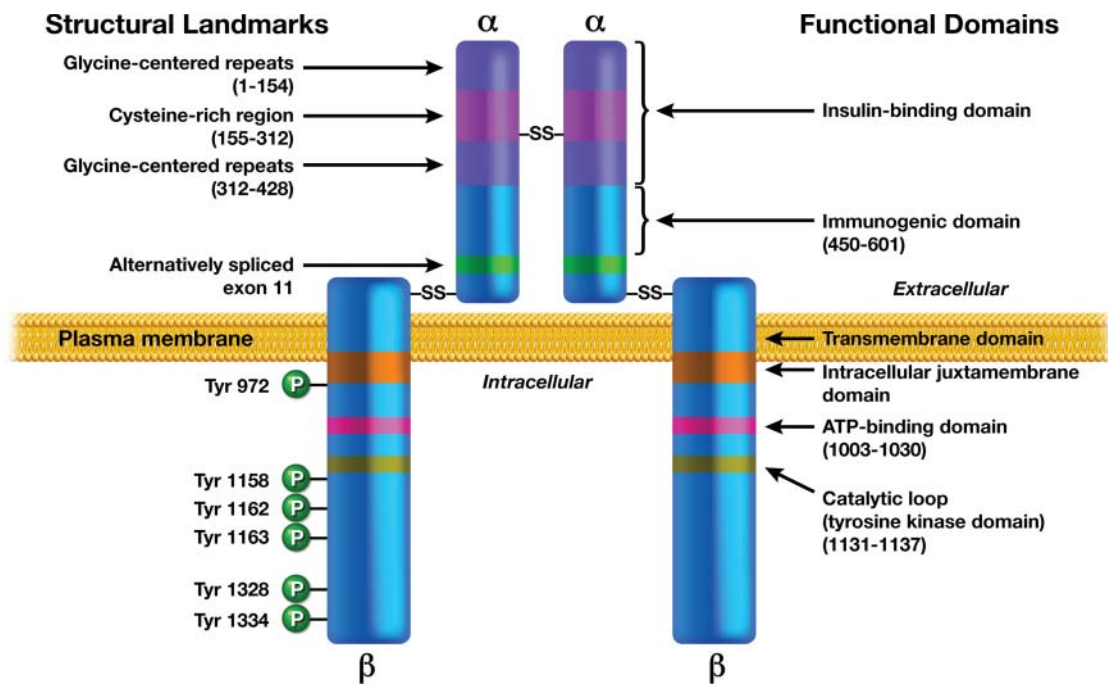 Structural Landmarks
α
α
Functional Domains
Glycine-centered repeats
(1-154)
Cysteine-rich region
(155-312)
Glycine-centered repeats
(312-428)
Alternatively spliced
exon 11
-SS-
-SS-
-SS-
Insulin-binding domain
Immunogenic domain
(450-601)
Extracellular
Plasma membrane
Transmembrane domain
Intracellular
Intracellular juxtamembrane
domain
ATP-binding domain
(1003-1030)
Catalytic loop
(tyrosine kinase domain)
(1131-1137)
Tyr 972 P
Tyr 1158 P
Tyr 1162 P
Tyr 1163 P
Tyr 1328 P
Tyr 1334 P
β
β